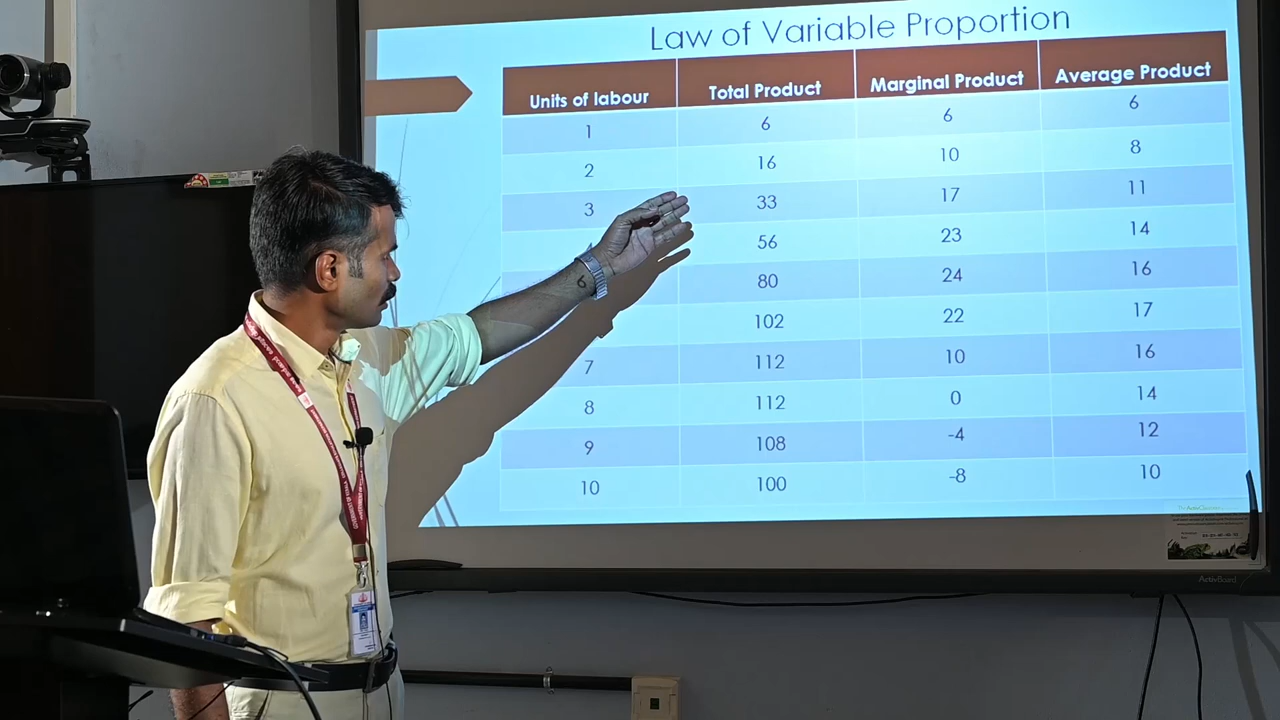 Law of Variable Proportion
Units of labour Total Product Marginal Product Average Product
1 6 6 6
2 16 10 8
3 33 17 11
56 23 14
80 24 16
102 22 17
7 112 10 16
8 112 0 14
9 108 -4 12
10 100 -8 10
ActivBoard